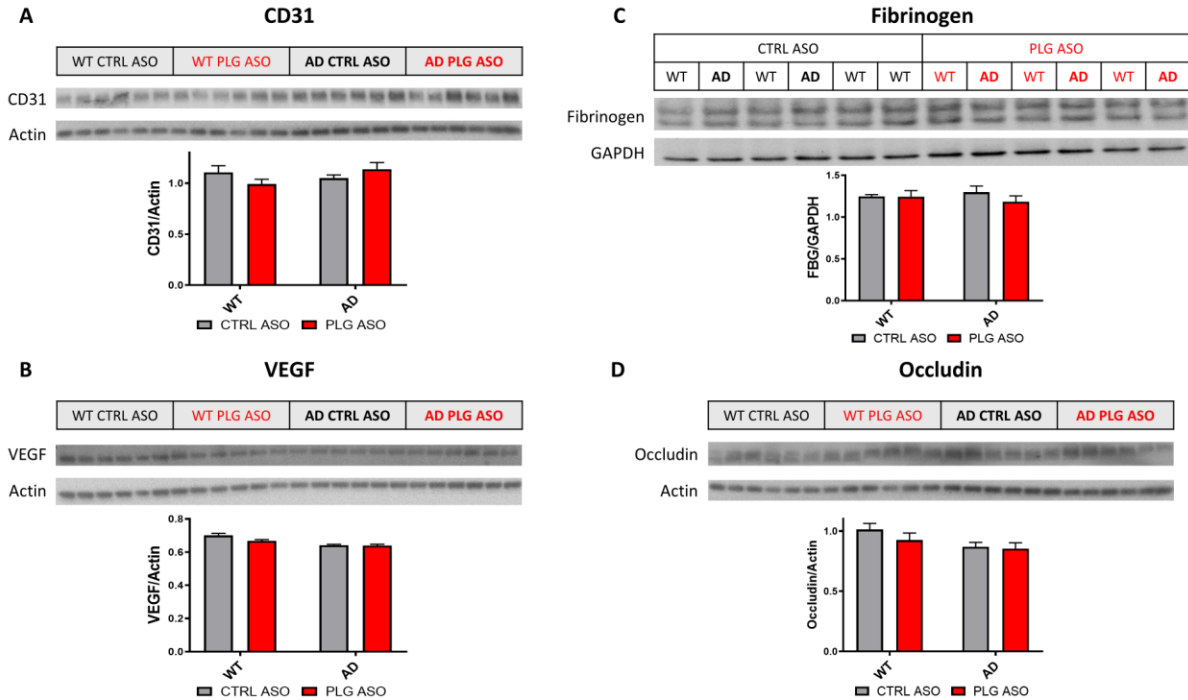 A
CD31
WT CTRL ASO WT PLG ASO AD CTRL ASO AD PLG ASO
CD31
Actin
CD31/Actin
1.0
0.5
0.0
WT AD
CTRL ASO PLG ASO
B
VEGF
WT CTRL ASO WT PLG ASO AD CTRL ASO AD PLG ASO
VEGF
Actin
VEGF/Actin
0.8
0.6
0.4
0.2
0.0
WT AD
CTRL ASO PLG ASO
C
Fibrinogen
CTRL ASO PLG ASO
WT AD WT AD WT WT WT AD WT AD WT AD
Fibrinogen
GAPDH
FBG/GAPDH
1.5
1.0
0.5
0.0
WT AD
CTRL ASO PLG ASO
D
Occludin
WT CTRL ASO WT PLG ASO AD CTRL ASO AD PLG ASO
Occludin
Actin
Occludin/Actin
1.0
0.5
0.0
WT AD
CTRL ASO PLG ASO